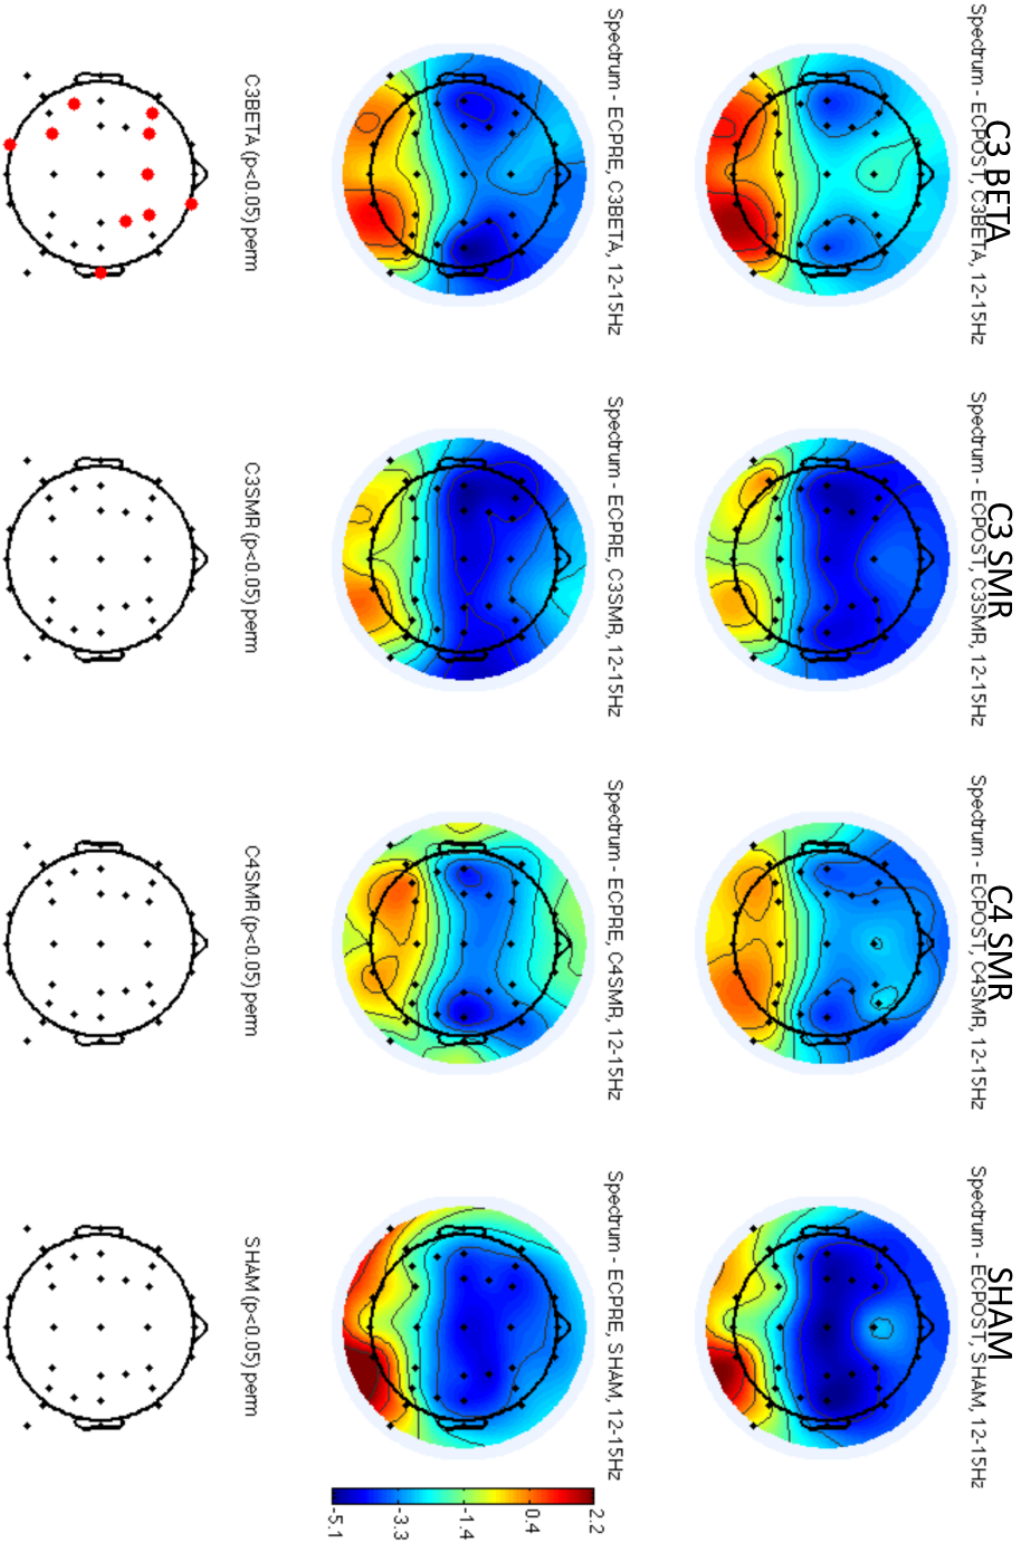 C3 BETA
C3 SMR
C4 SMR
SHAM
Spectrum - ECPOST, C3BETA, 12-15Hz
Spectrum - ECPOST, C3SMR, 12-15Hz
Spectrum - ECPOST, C4SMR, 12-15Hz
Spectrum - ECPOST, SHAM, 12-15Hz
Spectrum - ECPRE, C3BETA, 12-15Hz
Spectrum - ECPRE, C3SMR, 12-15Hz
Spectrum - ECPRE, C4SMR, 12-15Hz
Spectrum - ECPRE, SHAM, 12-15Hz
2.2
0.4
-1.4
-3.3
-5.1
C3BETA (p<0.05) perm
C3SMR (p<0.05) perm
C4SMR (p<0.05) perm
SHAM (p<0.05) perm